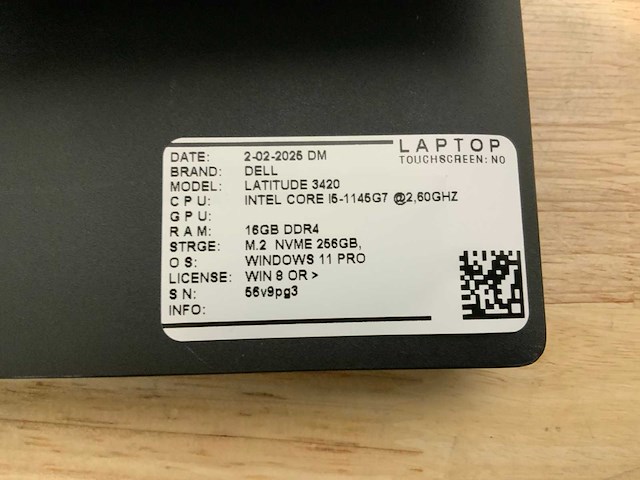 LAPTOP
TOUCHSCREEN: NO
DATE: 2-02-2025 DM
BRAND: DELL
MODEL: LATITUDE 3420
CPU: INTEL CORE I5-1145G7 @2,60GHZ
GPU:
RAM: 16GB DDR4
STRGE: M.2 NVME 256GB,
OS: WINDOWS 11 PRO
LICENSE: WIN 8 OR >
SN: 56v9pg3
INFO: